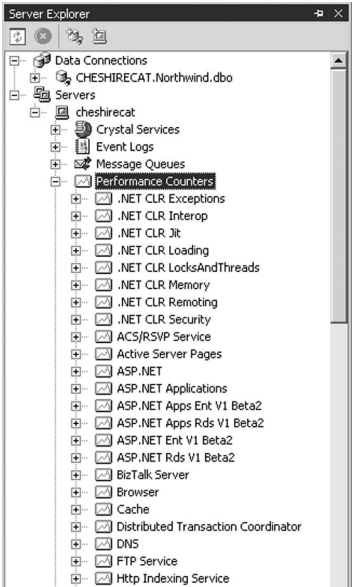 Server Explorer
Data Connections
CHESHIRECAT.Northwind.dbo
Servers
cheshirecat
Crystal Services
Event Logs
Message Queues
Performance Counters
.NET CLR Exceptions
.NET CLR Interop
.NET CLR Jit
.NET CLR Loading
.NET CLR LocksAndThreads
.NET CLR Memory
.NET CLR Remoting
.NET CLR Security
ACS/RSVP Service
Active Server Pages
ASP.NET
ASP.NET Applications
ASP.NET Apps Ent V1 Beta2
ASP.NET Apps Rds V1 Beta2
ASP.NET Ent V1 Beta2
ASP.NET Rds V1 Beta2
BizTalk Server
Browser
Cache
Distributed Transaction Coordinator
DNS
FTP Service
Http Indexing Service